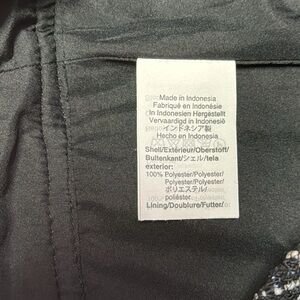 Made in Indonesia
Fabriqué en Indonésie
In Indonesien Hergestellt
Vervaardigd in Indonesië
インドネシア製
Hecho en Indonesia
Shell/Extérieur/Oberstoff/
Buitenkant/シェル/tela
exterior:
100% Polyester/Polyester/
Polyester/Polyester/
ポリエステル/
poliéster
Lining/Doublure/Futter/